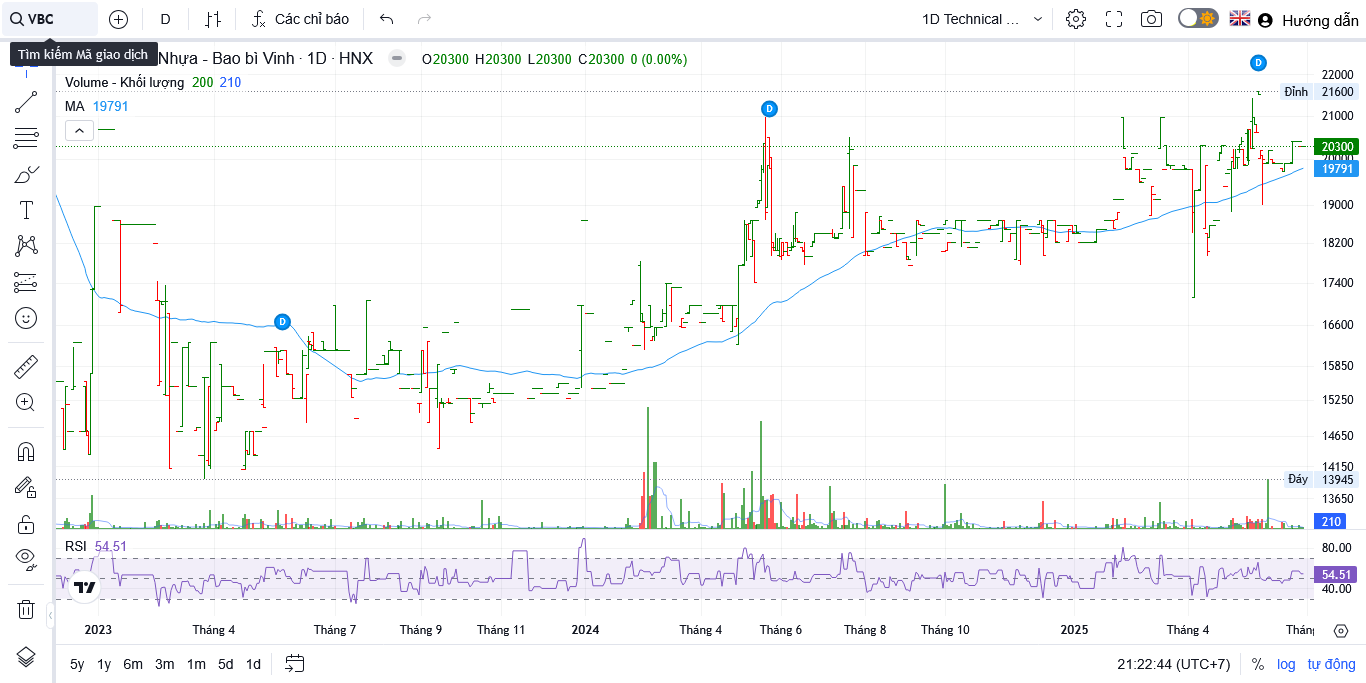 VBC D Các chỉ báo 1D Technical ... Hướng dẫn
Tìm kiếm Mã giao dịch
Nhựa - Bao bì Vinh · 1D · HNX O20300 H20300 L20300 C20300 0 (0.00%)
Volume - Khối lượng 200 210
MA 19791
D
D
D
22000
Đỉnh 21600
21000
20300
20000
19791
19000
18200
17400
16600
15850
15250
14650
14150
Đáy 13945
13650
210
RSI 54.51
80.00
54.51
40.00
2023 Tháng 4 Tháng 7 Tháng 9 Tháng 11 2024 Tháng 4 Tháng 6 Tháng 8 Tháng 10 2025 Tháng 4
5y 1y 6m 3m 1m 5d 1d 21:22:44 (UTC+7) % log tự động